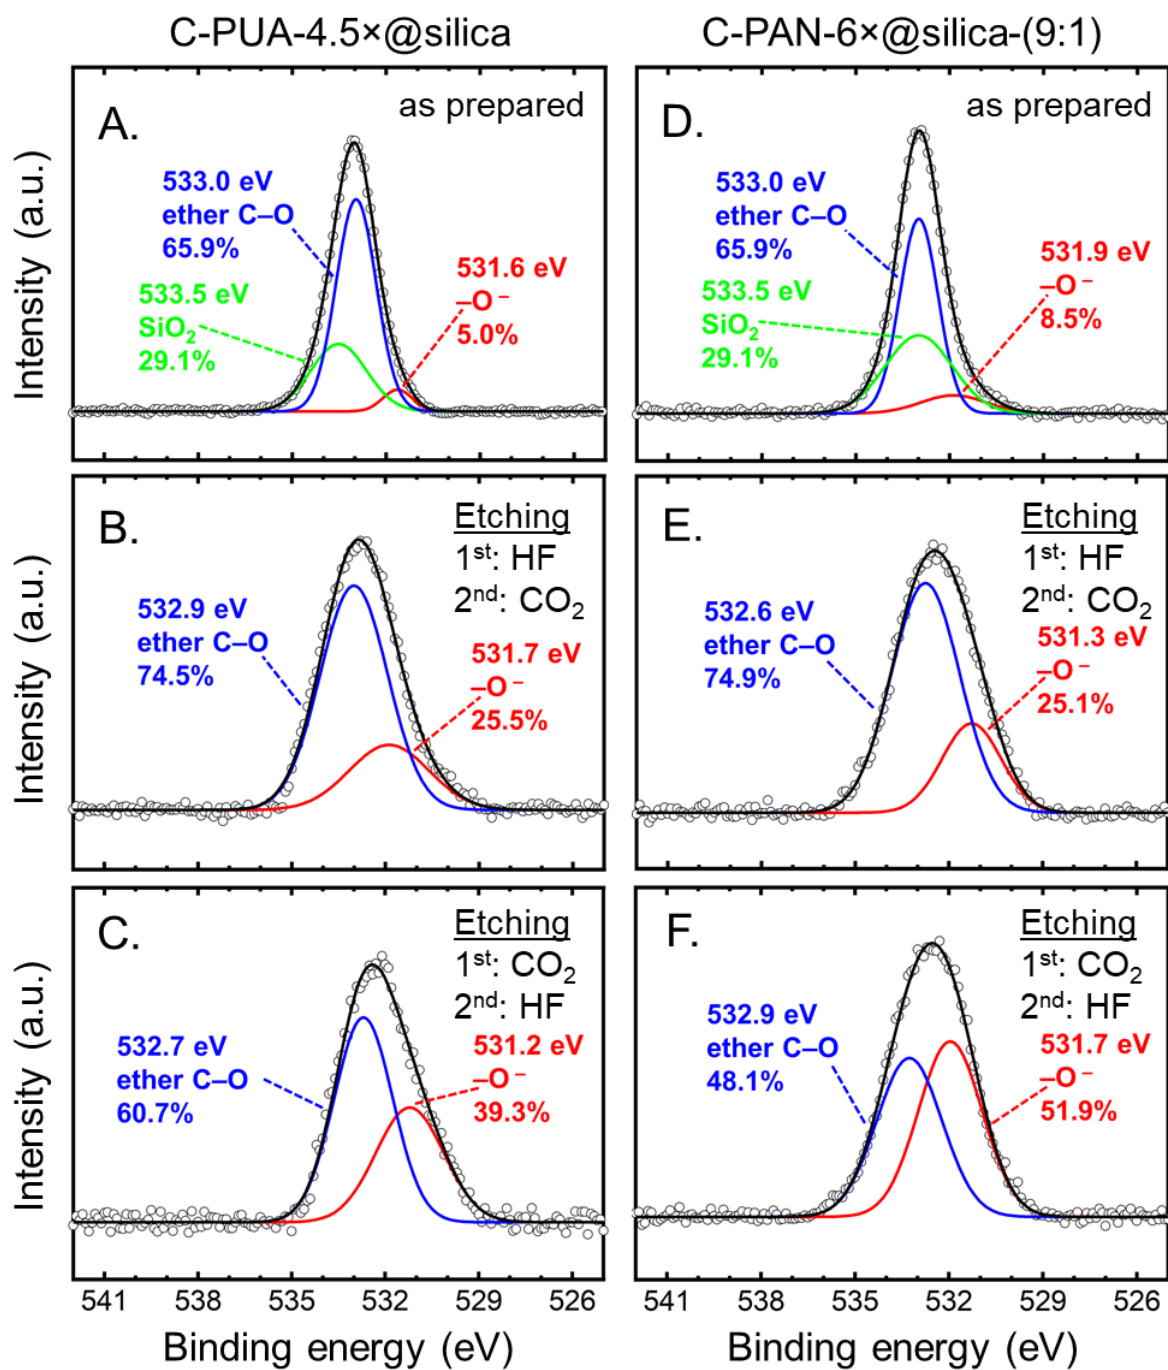 C-PUA-4.5×@silica
C-PAN-6×@silica-(9:1)
Intensity (a.u.)
A.
as prepared
533.0 eV
ether C–O
65.9%
533.5 eV
SiO₂
29.1%
531.6 eV
–O⁻
5.0%
D.
as prepared
533.0 eV
ether C–O
65.9%
533.5 eV
SiO₂
29.1%
531.9 eV
–O⁻
8.5%
Intensity (a.u.)
B.
Etching
1st: HF
2nd: CO₂
532.9 eV
ether C–O
74.5%
531.7 eV
–O⁻
25.5%
E.
Etching
1st: HF
2nd: CO₂
532.6 eV
ether C–O
74.9%
531.3 eV
–O⁻
25.1%
Intensity (a.u.)
C.
Etching
1st: CO₂
2nd: HF
532.7 eV
ether C–O
60.7%
531.2 eV
–O⁻
39.3%
F.
Etching
1st: CO₂
2nd: HF
532.9 eV
ether C–O
48.1%
531.7 eV
–O⁻
51.9%
541 538 535 532 529 526
541 538 535 532 529 526
Binding energy (eV)
Binding energy (eV)